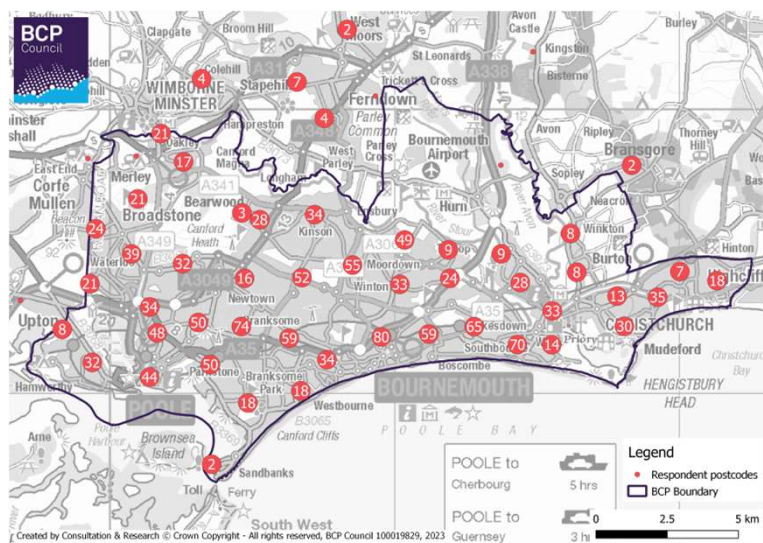 BCP
Council
Clapgate
Broom Hill
2
West
Moors
Avon
Castle
Kingston
Burley
Colehill
4
WIMBORNE
MINSTER
A31
10
St Leonards
A338
Bisterne
Stapehill
7
Tricketts Cross
Ferndown
4
A348
Hampreston
Parley
Common
21
Oakley
17
Canford
Magna
West
Parley
Parley
Cross
Bournemouth
Airport
Avon
Ripley
Thorney
Hill
Bransgore
2
East End
Corfe
Mullen
Merley
Longham
Sopley
Neacroft
A341
Bearwood
21
Broadstone
3
28
34
Kinson
Ensbury
Hurn
River Stour
River Avon
8
Winkton
Burton
Hinton
24
A349
Canford
Heath
49
9
9
92
Waterloo
39
32
A3049
16
55
Moordown
52
Winton
33
24
28
8
7
18
Highcliffe
21
Newtown
34
A35
33
13
35
Upton
8
48
50
74
Branksome
59
80
59
65
70
14
CHRISTCHURCH
30
Priory
Mudeford
Christchurch
Bay
32
Hamworthy
44
50
Parkstone
34
Southbourne
Boscombe
BOURNEMOUTH
HENGISTBURY
HEAD
POOLE
Branksome
Park
18
18
Westbourne
B3065
Canford Cliffs
POOLE BAY
Arne
Poole
Harbour
Brownsea
Island
2
Sandbanks
Toll
Ferry
South West
POOLE to
Cherbourg
5 hrs
POOLE to
Guernsey
3 hr
Legend
Respondent postcodes
BCP Boundary
0
2.5
5 km
Created by Consultation & Research © Crown Copyright - All rights reserved, BCP Council 100019829, 2023